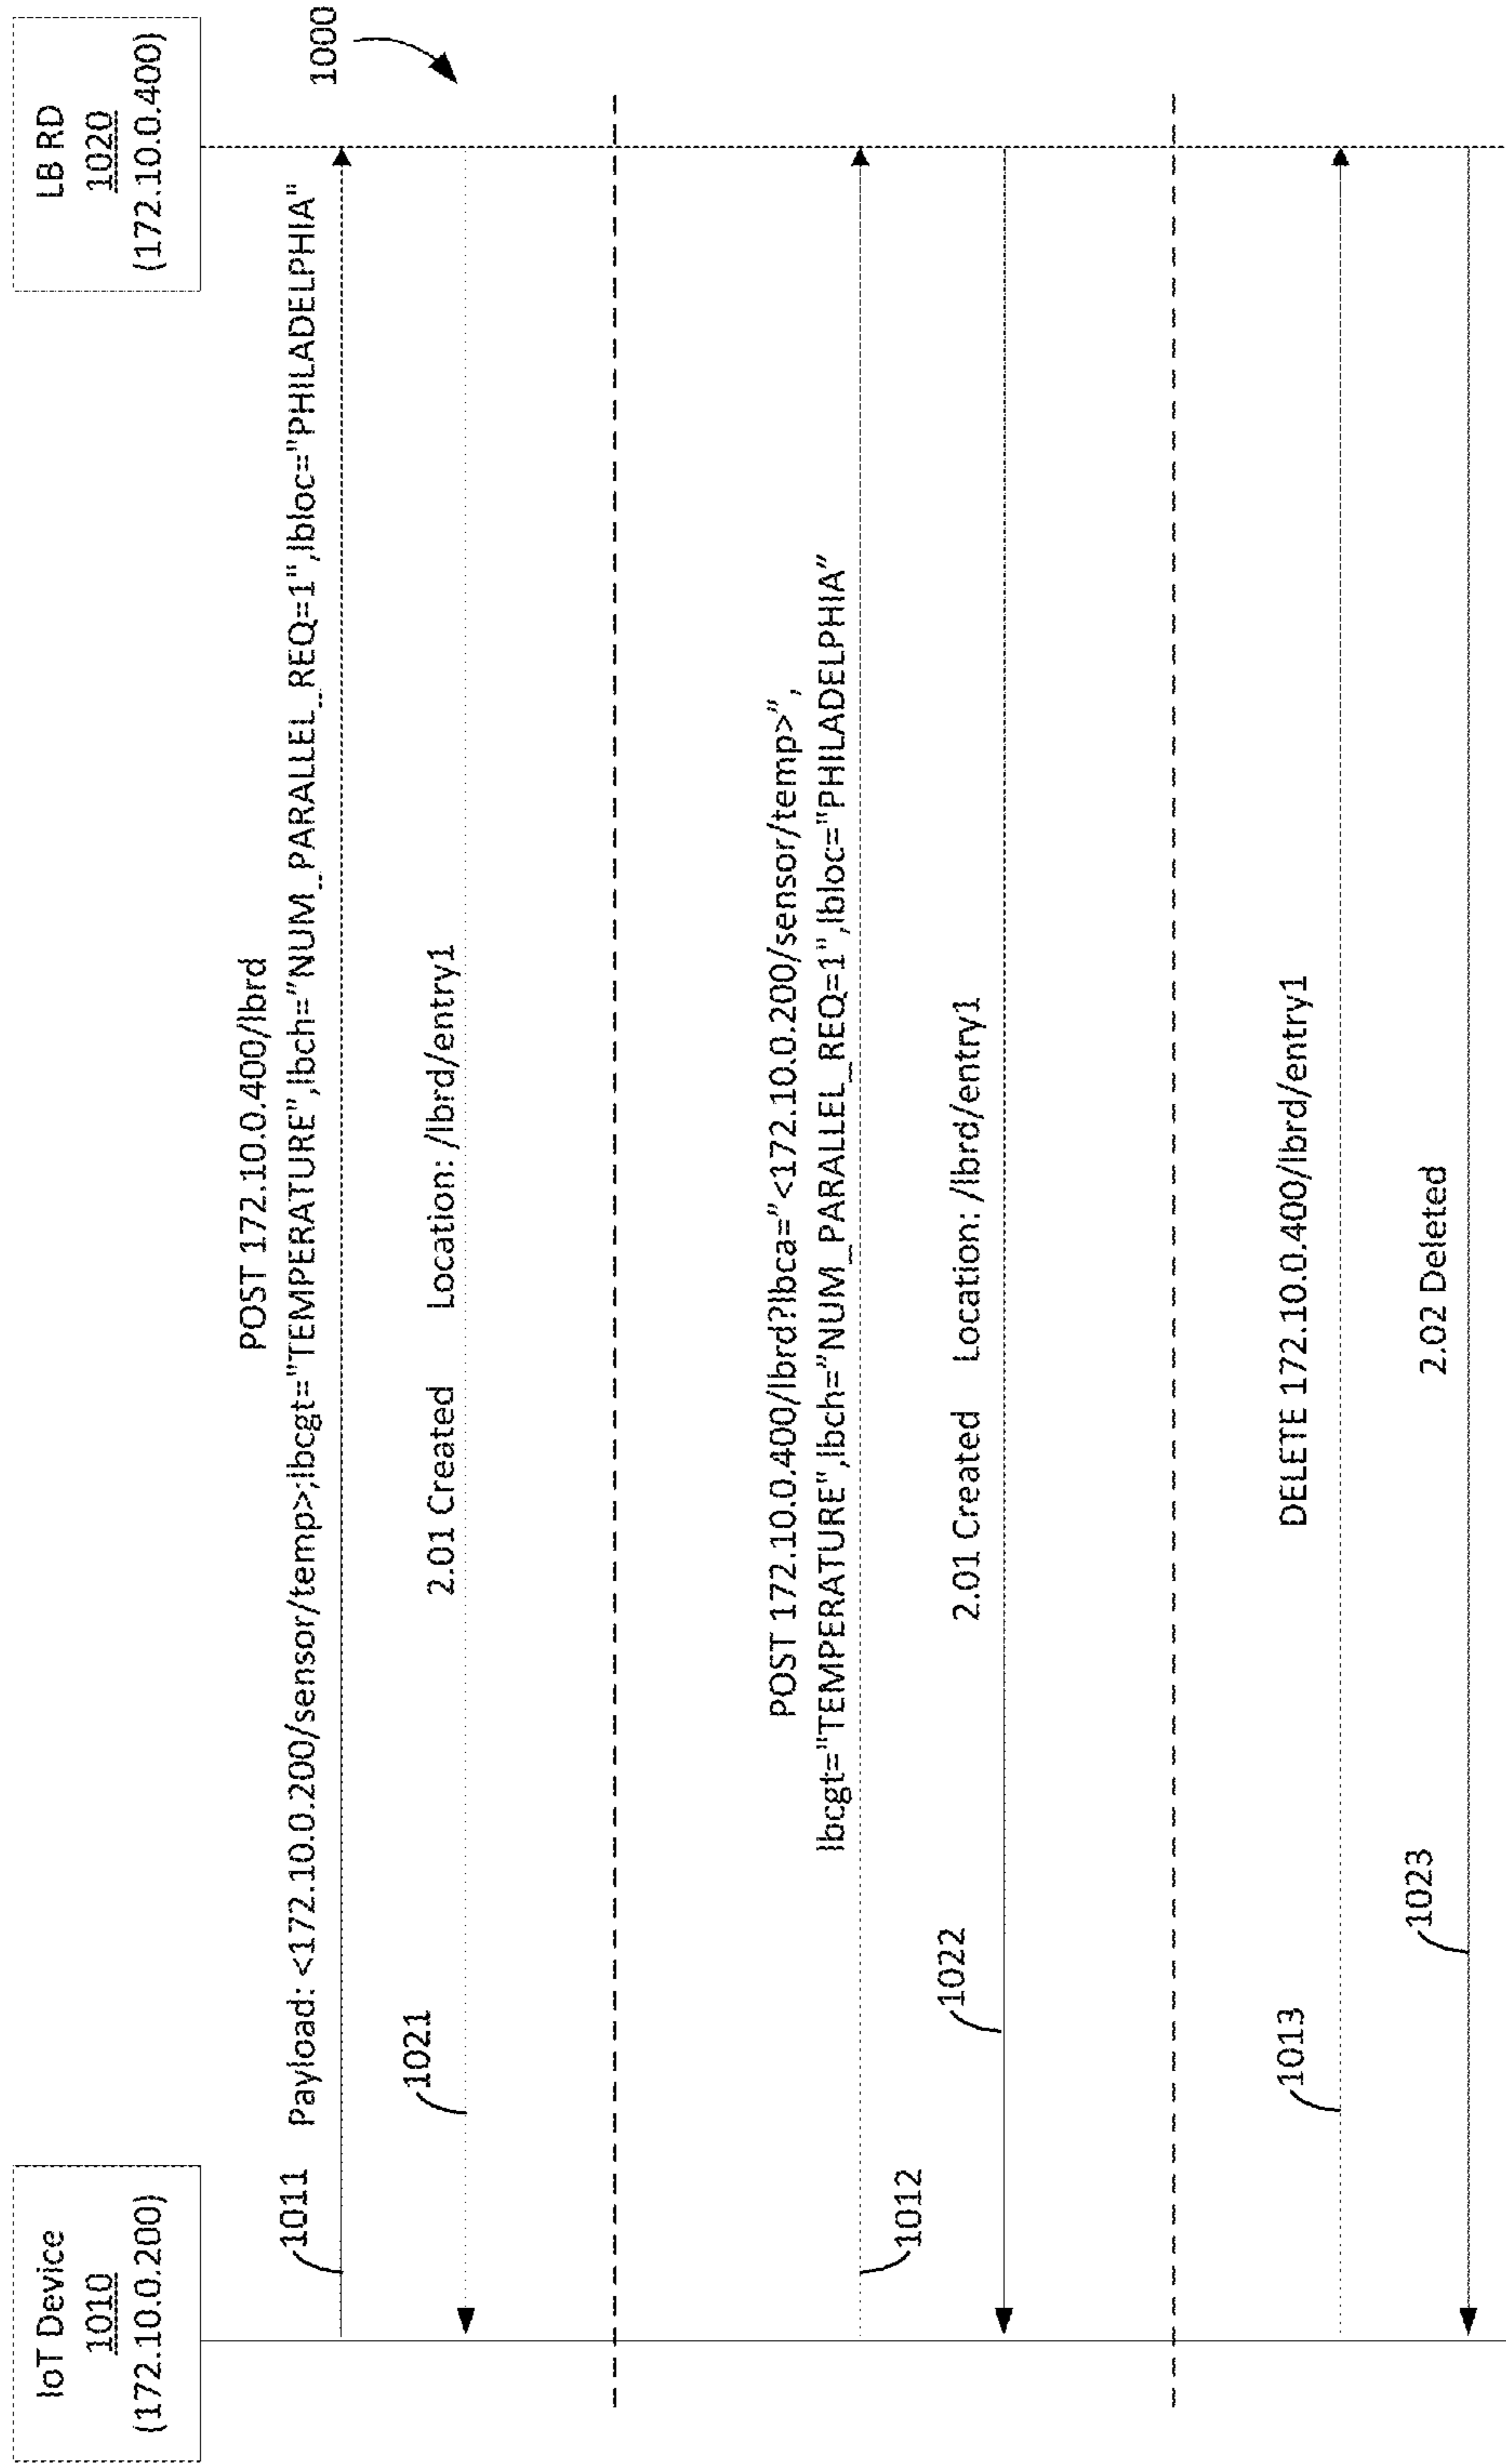 IoT Device
1010
(172.10.0.200)
LB RD
1020
(172.10.0.400)
1000
POST 172.10.0.400/lbrd
1011
Payload: <172.10.0.200/sensor/temp>;lbcgt="TEMPERATURE",lbch="NUM_PARALLEL_REQ=1",lbloc="PHILADELPHIA"
1021
2.01 Created Location: /lbrd/entry1
POST 172.10.0.400/lbrd?lbca="<172.10.0.200/sensor/temp>",
lbcgt="TEMPERATURE",lbch="NUM_PARALLEL_REQ=1",lbloc="PHILADELPHIA"
1012
1022
2.01 Created Location: /lbrd/entry1
DELETE 172.10.0.400/lbrd/entry1
1013
2.02 Deleted
1023